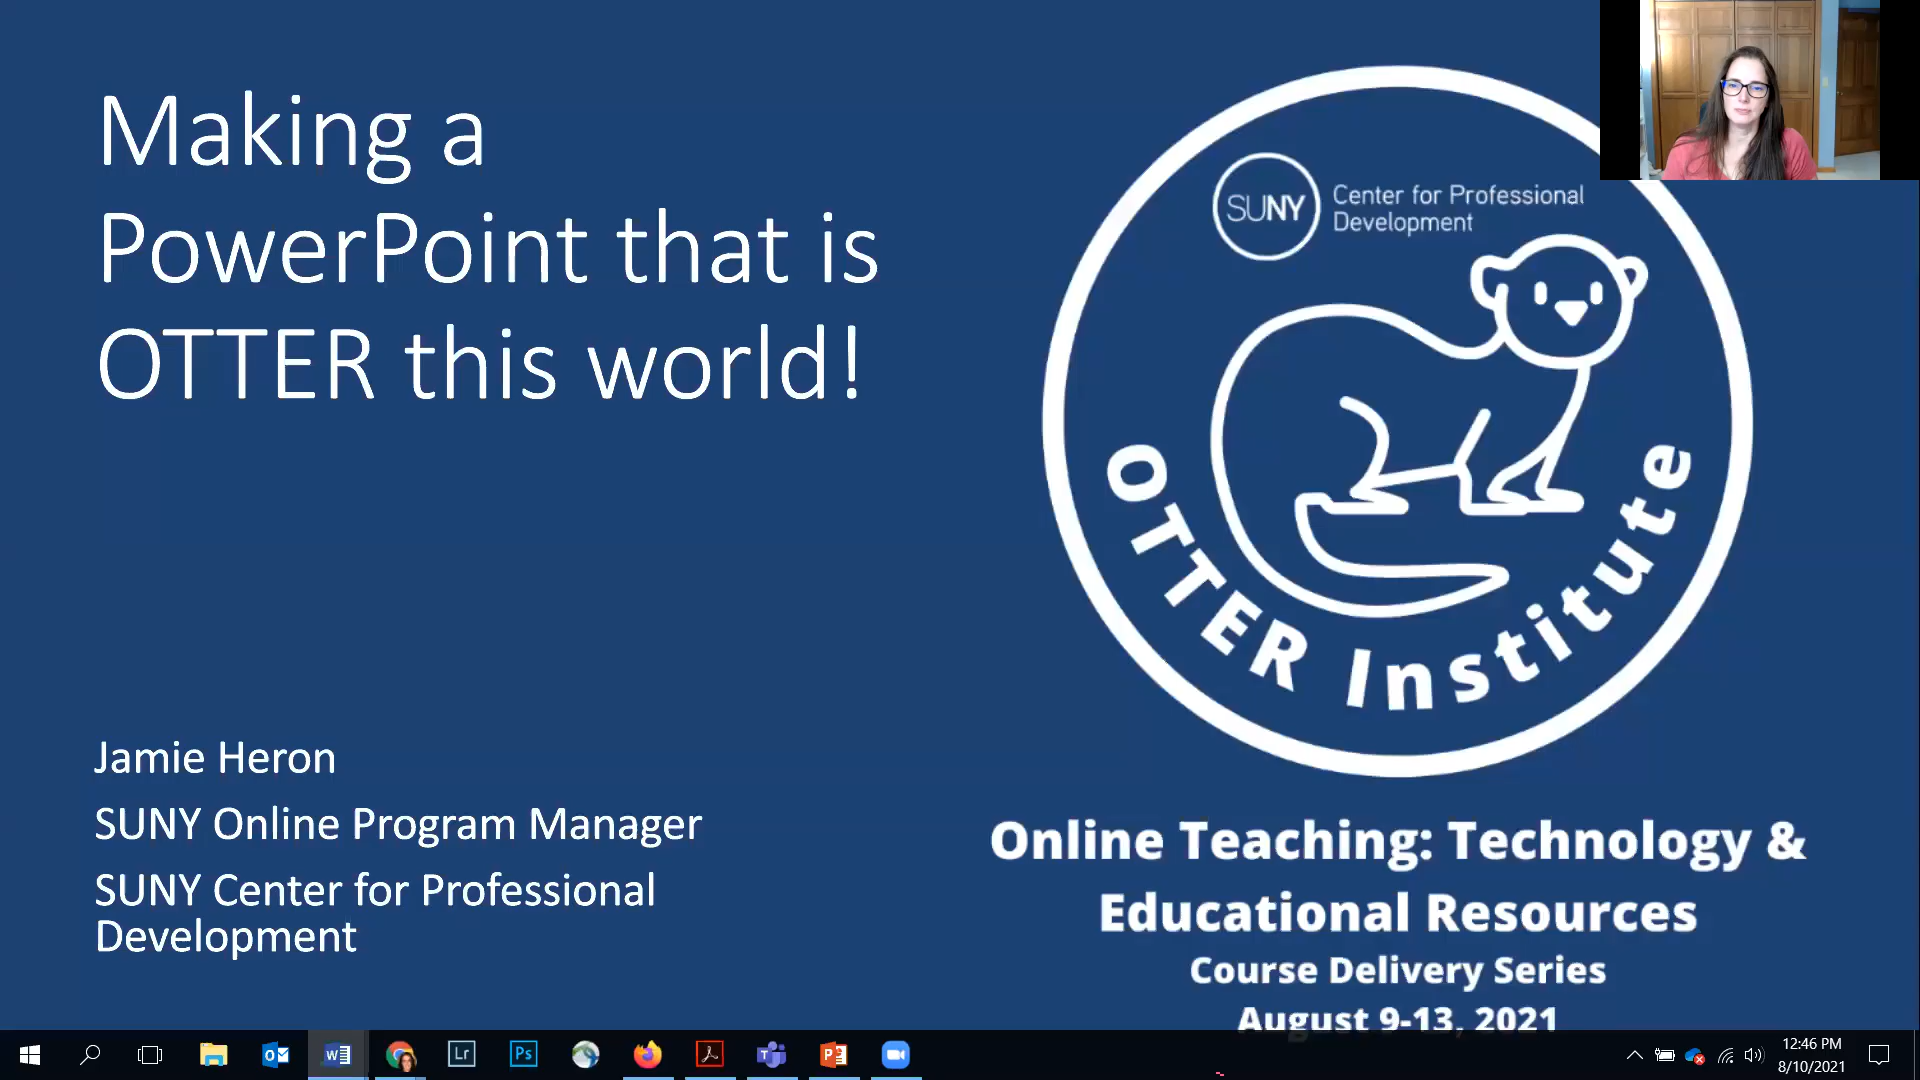 Making a
PowerPoint that is
OTTER this world!
Jamie Heron
SUNY Online Program Manager
SUNY Center for Professional
Development
SUNY
Center for Professional
Development
OTTER Institute
Online Teaching: Technology &
Educational Resources
Course Delivery Series
August 9-13, 2021
Lr
Ps
12:46 PM
8/10/2021